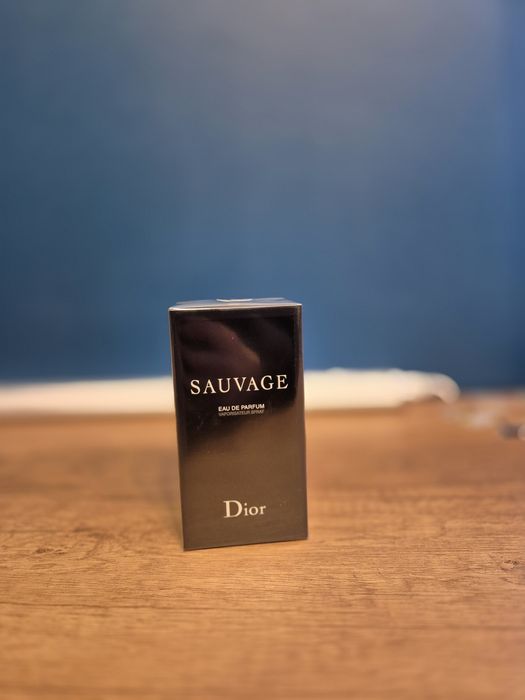 SAUVAGE
EAU DE PARFUM
VAPORISATEUR SPRAY
Dior